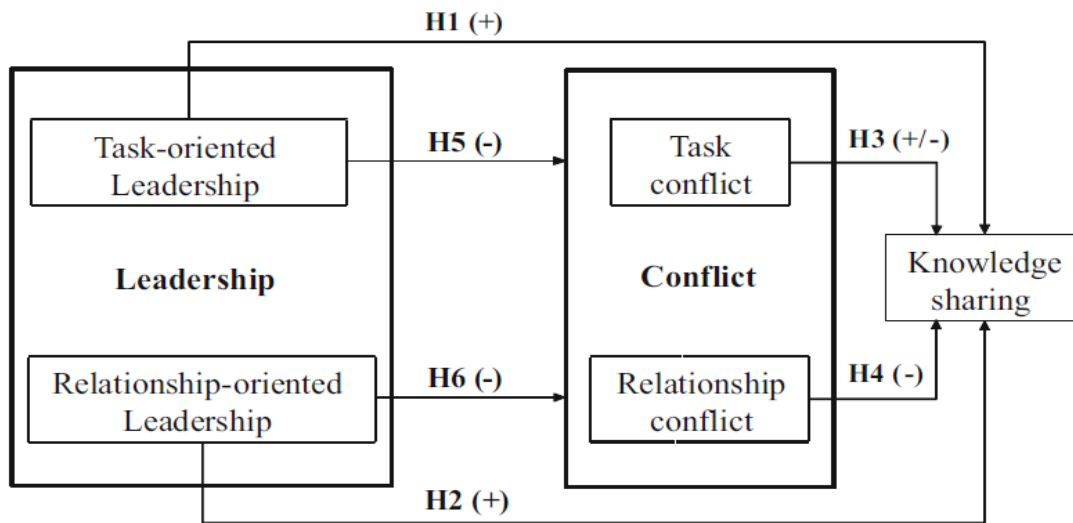 H1 (+)
Task-oriented
Leadership
H5 (-)
Task
conflict
H3 (+/-)
Leadership
Conflict
Knowledge
sharing
Relationship-oriented
Leadership
H6 (-)
Relationship
conflict
H4 (-)
H2 (+)